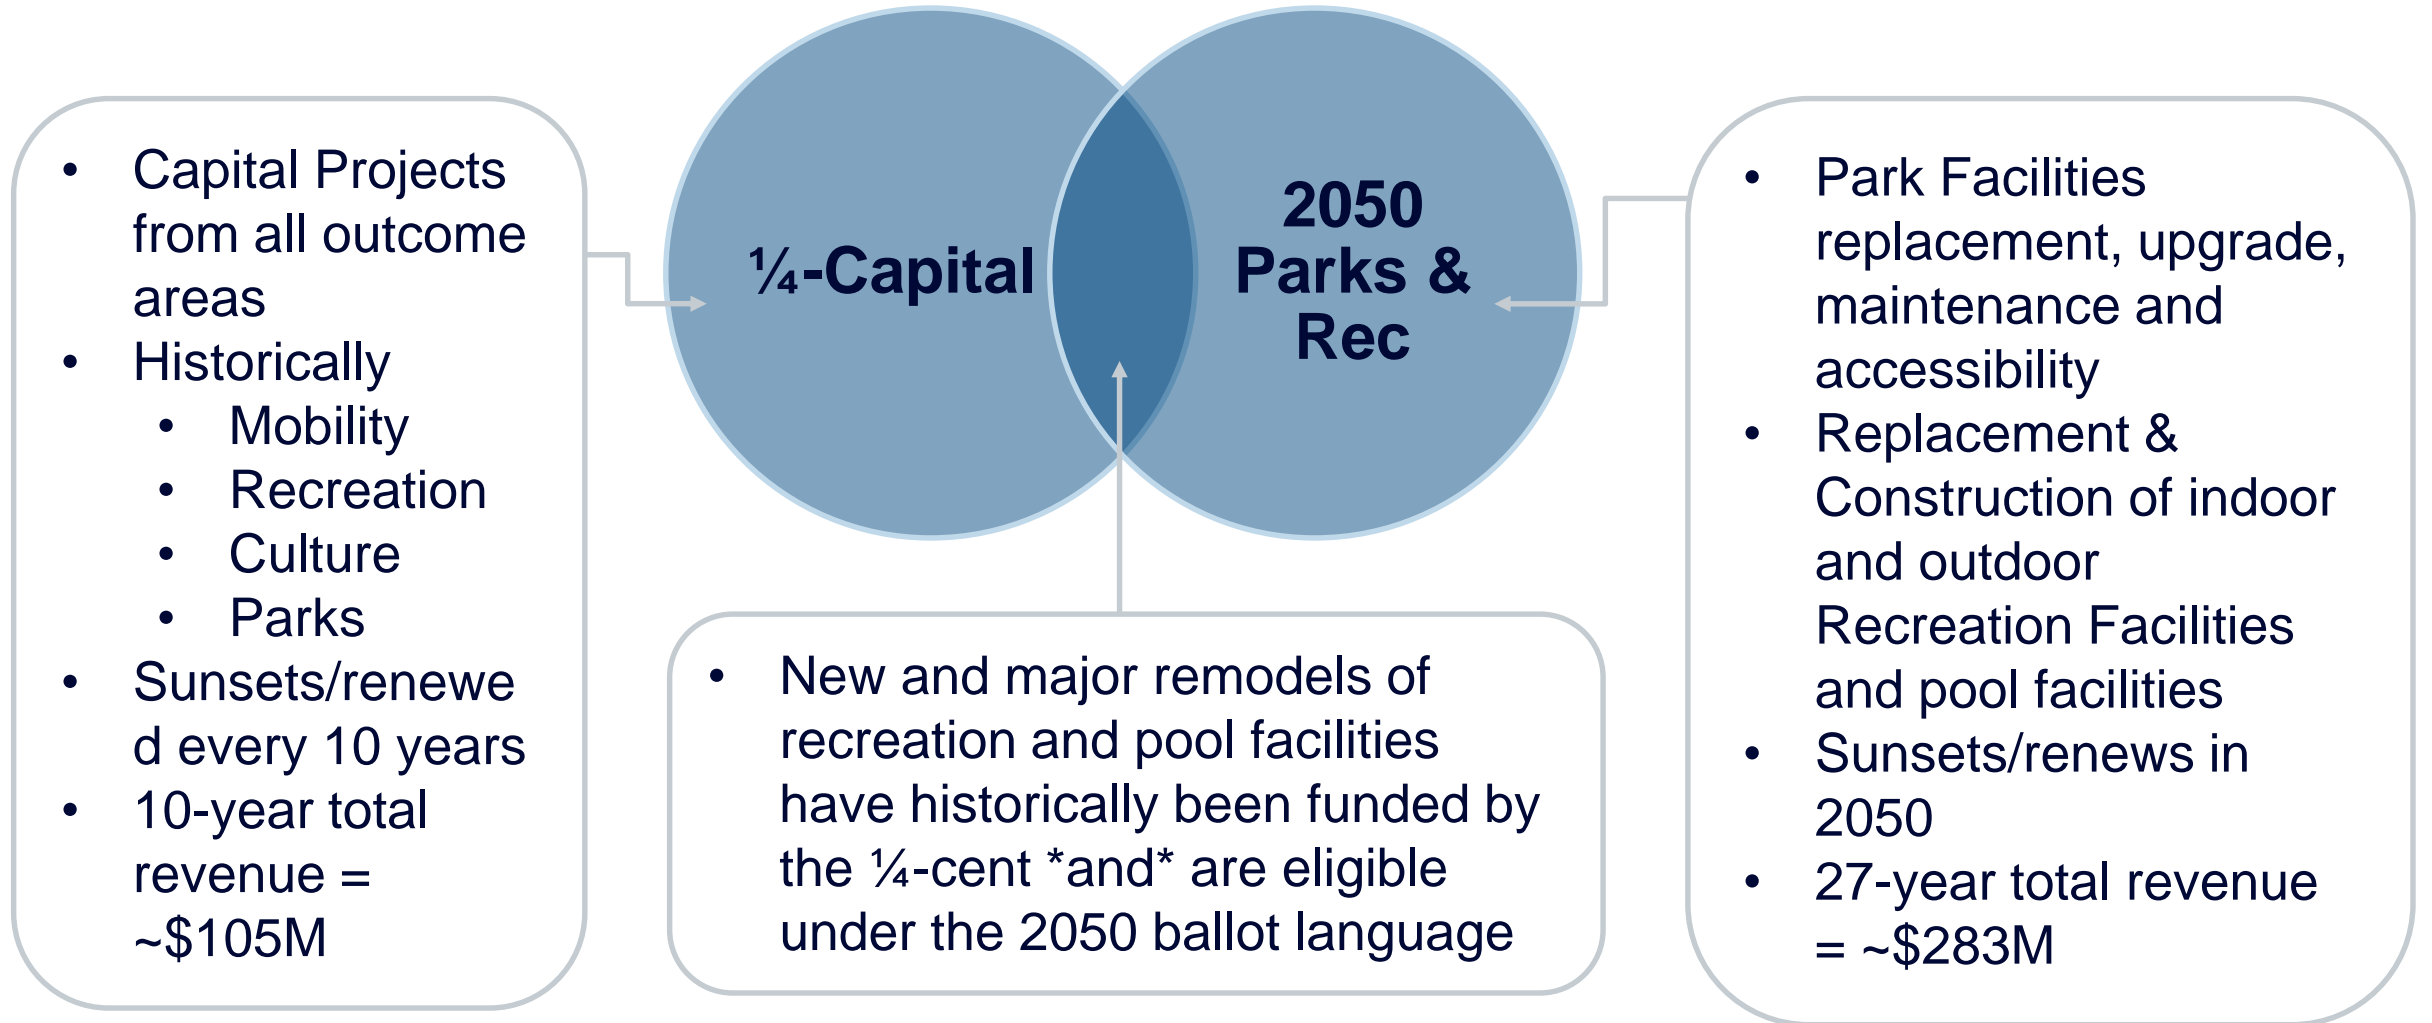 • Capital Projects
from all outcome
areas
• Historically
• Mobility
• Recreation
• Culture
• Parks
• Sunsets/renewe
d every 10 years
• 10-year total
revenue =
~$105M
¼-Capital
2050
Parks &
Rec
• New and major remodels of
recreation and pool facilities
have historically been funded by
the ¼-cent *and* are eligible
under the 2050 ballot language
• Park Facilities
replacement, upgrade,
maintenance and
accessibility
• Replacement &
Construction of indoor
and outdoor
Recreation Facilities
and pool facilities
• Sunsets/renews in
2050
• 27-year total revenue
= ~$283M